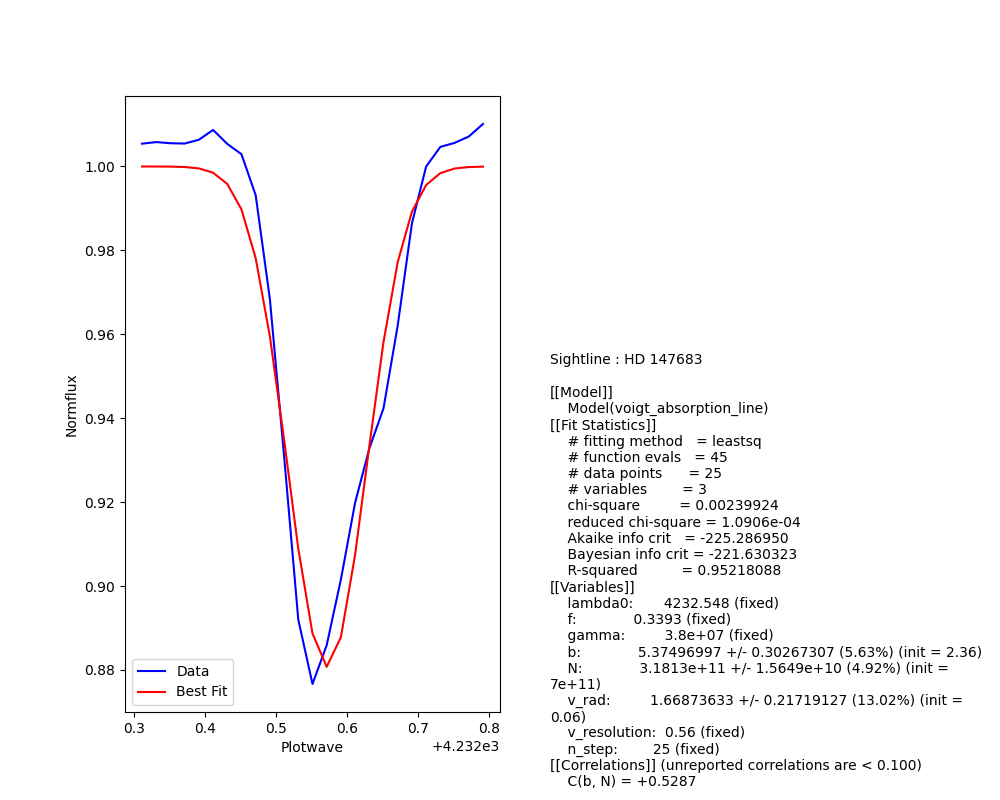 1.00
0.98
0.96
0.94
0.92
0.90
0.88
Normflux
Data
Best Fit
0.3 0.4 0.5 0.6 0.7 0.8
Plotwave
+4.232e3
Sightline : HD 147683
[[Model]]
Model(voigt_absorption_line)
[[Fit Statistics]]
# fitting method = leastsq
# function evals = 45
# data points = 25
# variables = 3
chi-square = 0.00239924
reduced chi-square = 1.0906e-04
Akaike info crit = -225.286950
Bayesian info crit = -221.630323
R-squared = 0.95218088
[[Variables]]
lambda0: 4232.548 (fixed)
f: 0.3393 (fixed)
gamma: 3.8e+07 (fixed)
b: 5.37496997 +/- 0.30267307 (5.63%) (init = 2.36)
N: 3.1813e+11 +/- 1.5649e+10 (4.92%) (init =
7e+11)
v_rad: 1.66873633 +/- 0.21719127 (13.02%) (init =
0.06)
v_resolution: 0.56 (fixed)
n_step: 25 (fixed)
[[Correlations]] (unreported correlations are < 0.100)
C(b, N) = +0.5287